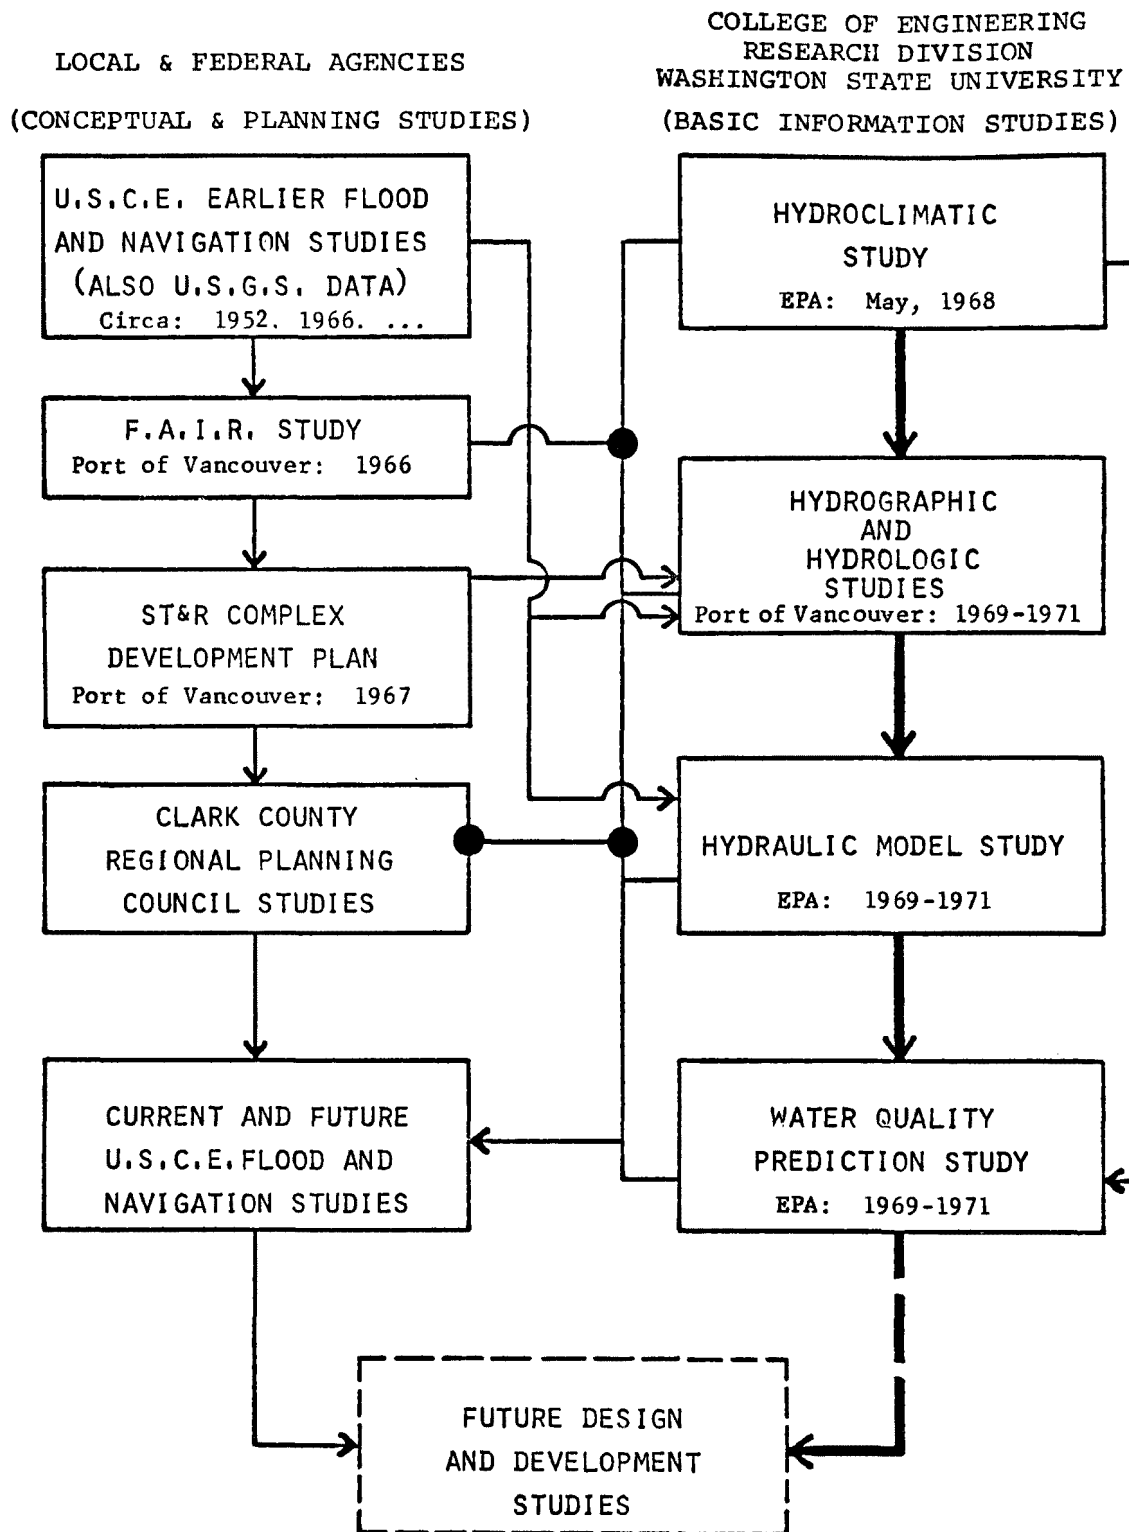 LOCAL & FEDERAL AGENCIES
(CONCEPTUAL & PLANNING STUDIES)
COLLEGE OF ENGINEERING
RESEARCH DIVISION
WASHINGTON STATE UNIVERSITY
(BASIC INFORMATION STUDIES)
U.S.C.E. EARLIER FLOOD
AND NAVIGATION STUDIES
(ALSO U.S.G.S. DATA)
Circa: 1952. 1966. ...
HYDROCLIMATIC
STUDY
EPA: May, 1968
F.A.I.R. STUDY
Port of Vancouver: 1966
HYDROGRAPHIC
AND
HYDROLOGIC
STUDIES
Port of Vancouver: 1969-1971
ST&R COMPLEX
DEVELOPMENT PLAN
Port of Vancouver: 1967
CLARK COUNTY
REGIONAL PLANNING
COUNCIL STUDIES
HYDRAULIC MODEL STUDY
EPA: 1969-1971
CURRENT AND FUTURE
U.S.C.E. FLOOD AND
NAVIGATION STUDIES
WATER QUALITY
PREDICTION STUDY
EPA: 1969-1971
FUTURE DESIGN
AND DEVELOPMENT
STUDIES